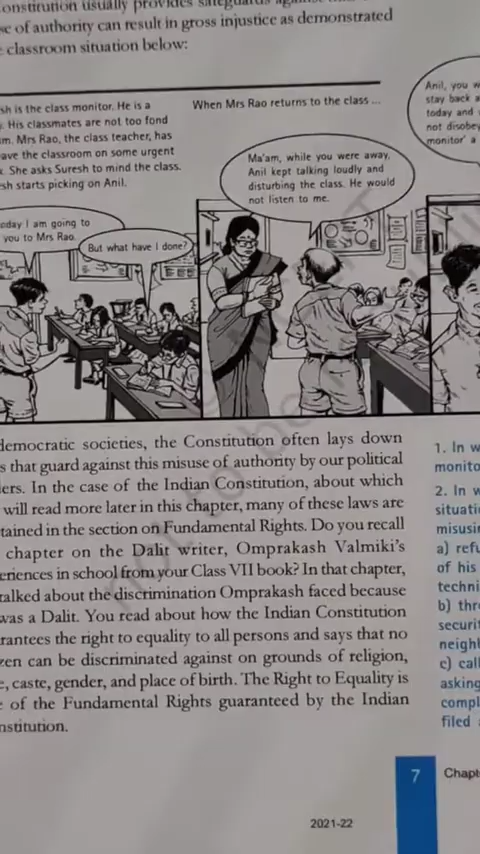 onstitution usually provides safeguards against this
se of authority can result in gross injustice as demonstrated
e classroom situation below:
sh is the class monitor. He is a
. His classmates are not too fond
m. Mrs Rao, the class teacher, has
ave the classroom on some urgent
k. She asks Suresh to mind the class.
sh starts picking on Anil.
oday I am going to
you to Mrs Rao.
But what have I done?
When Mrs Rao returns to the class ...
Ma'am, while you were away,
Anil kept talking loudly and
disturbing the class. He would
not listen to me.
Anil, you w
stay back a
today and
not disobey
monitor' a
democratic societies, the Constitution often lays down
s that guard against this misuse of authority by our political
ers. In the case of the Indian Constitution, about which
will read more later in this chapter, many of these laws are
tained in the section on Fundamental Rights. Do you recall
chapter on the Dalit writer, Omprakash Valmiki's
eriences in school from your Class VII book? In that chapter,
talked about the discrimination Omprakash faced because
was a Dalit. You read about how the Indian Constitution
rantees the right to equality to all persons and says that no
zen can be discriminated against on grounds of religion,
e, caste, gender, and place of birth. The Right to Equality is
e of the Fundamental Rights guaranteed by the Indian
nstitution.
1. In w
monito
2. In w
situati
misusin
a) refu
of his
techni
b) thre
securit
neighb
c) call
asking
compl
filed a
7 Chapt
2021-22